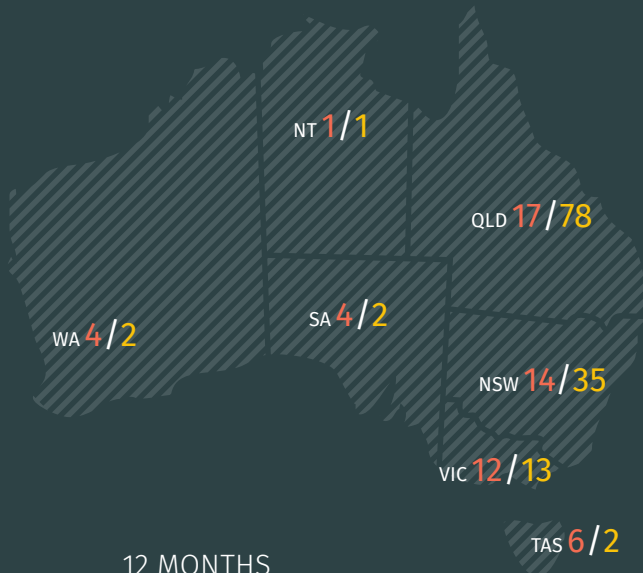 NT 1/1
QLD 17/78
SA 4/2
WA 4/2
NSW 14/35
VIC 12/13
TAS 6/2
12 MONTHS